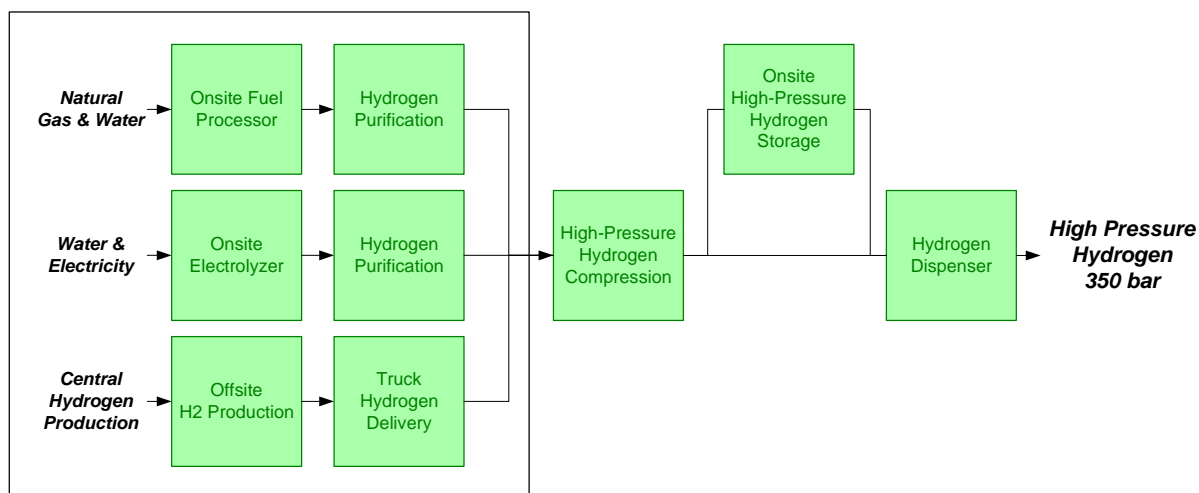 Natural
Gas & Water
Onsite Fuel
Processor
Hydrogen
Purification
Water &
Electricity
Onsite
Electrolyzer
Hydrogen
Purification
Central
Hydrogen
Production
Offsite
H2 Production
Truck
Hydrogen
Delivery
High-Pressure
Hydrogen
Compression
Onsite
High-Pressure
Hydrogen
Storage
Hydrogen
Dispenser
High Pressure
Hydrogen
350 bar